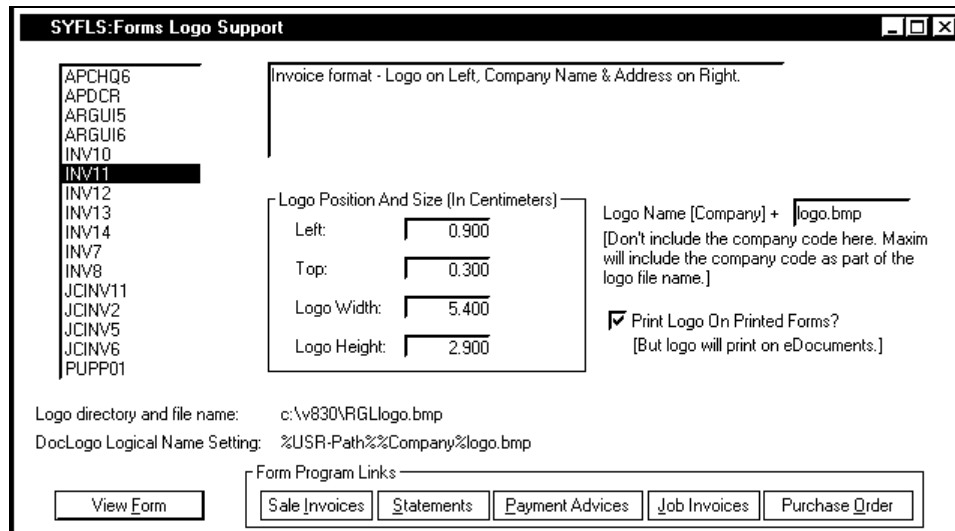 SYFLS:Forms Logo Support
APCHQ6
APDCR
ARGUI5
ARGUI6
INV10
INV11
INV12
INV13
INV14
INV7
INV8
JCINV11
JCINV2
JCINV5
JCINV6
PUPP01
Invoice format - Logo on Left, Company Name & Address on Right.
Logo Position And Size (In Centimeters)
Left: 0.900
Top: 0.300
Logo Width: 5.400
Logo Height: 2.900
Logo Name [Company] + logo.bmp
[Don't include the company code here. Maxim
will include the company code as part of the
logo file name.]
Print Logo On Printed Forms?
[But logo will print on eDocuments.]
Logo directory and file name: c:\v830\RGLlogo.bmp
DocLogo Logical Name Setting: %USR-Path%%Company%logo.bmp
Form Program Links
View Form Sale Invoices Statements Payment Advices Job Invoices Purchase Order